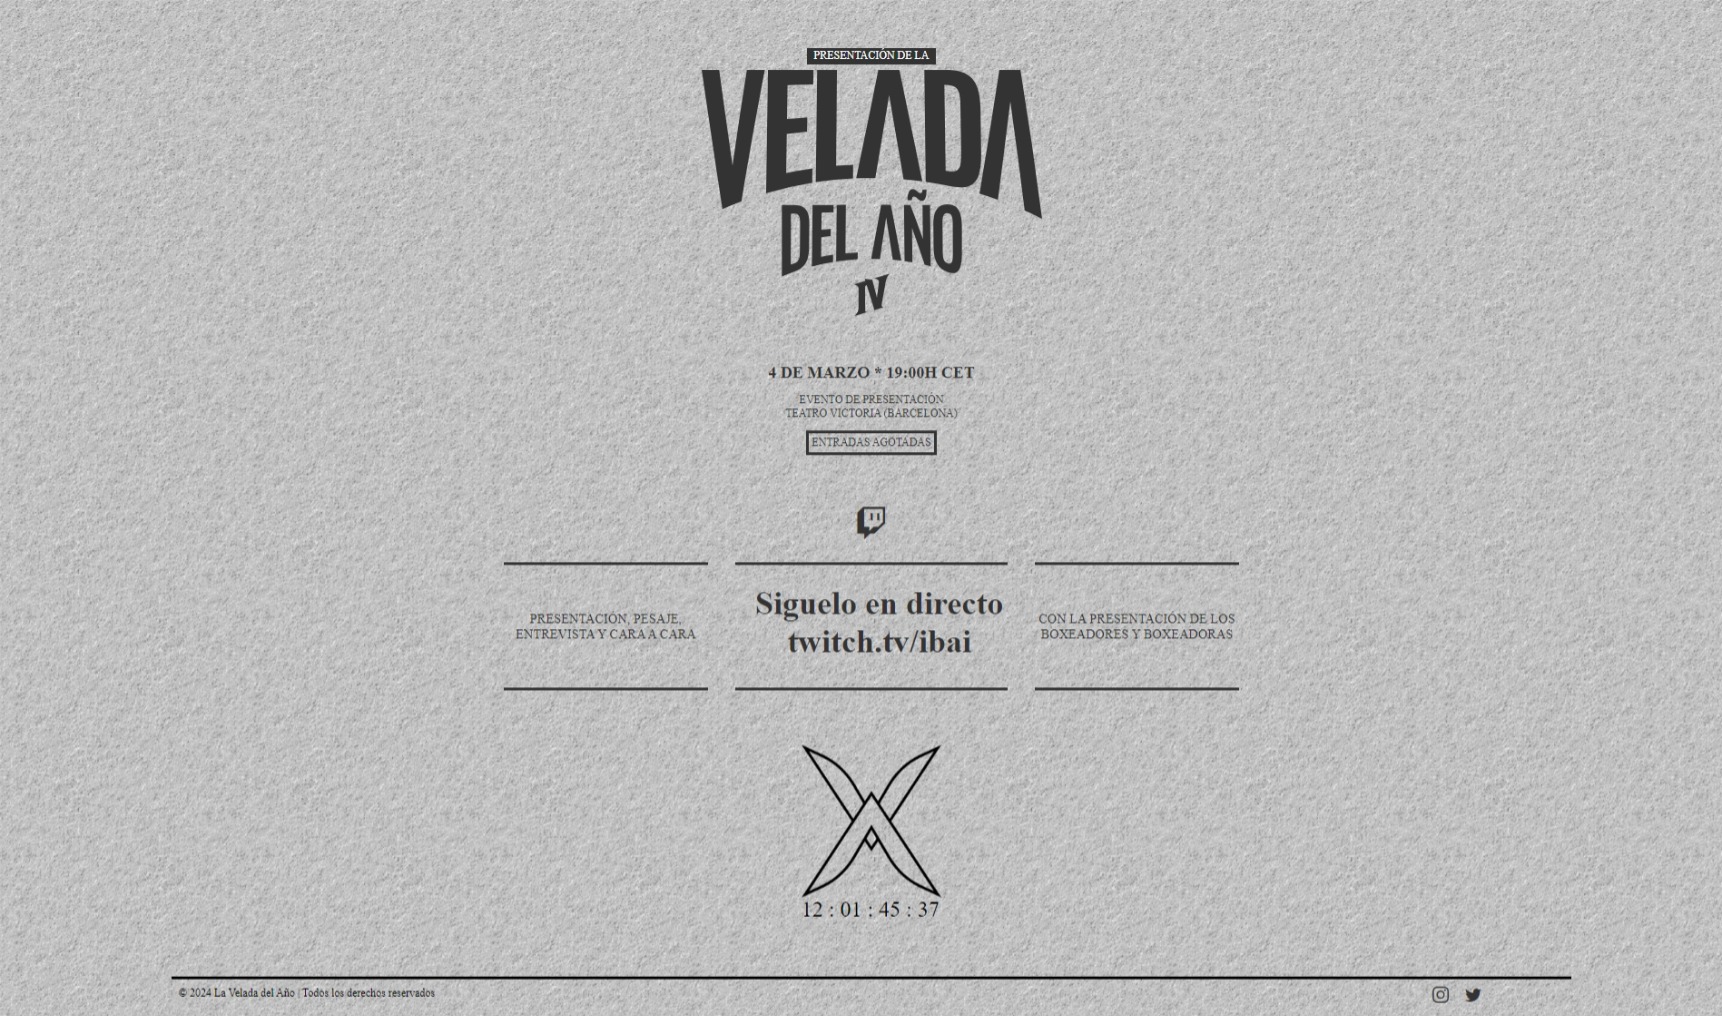 PRESENTACIÓN DE LA
VELADA
DEL AÑO
IV
4 DE MARZO * 19:00H CET
EVENTO DE PRESENTACIÓN
TEATRO VICTORIA (BARCELONA)
ENTRADAS AGOTADAS
PRESENTACIÓN, PESAJE,
ENTREVISTA Y CARA A CARA
Siguelo en directo
twitch.tv/ibai
CON LA PRESENTACIÓN DE LOS
BOXEADORES Y BOXEADORAS
12 : 01 : 45 : 37
© 2024 La Velada del Año | Todos los derechos reservados